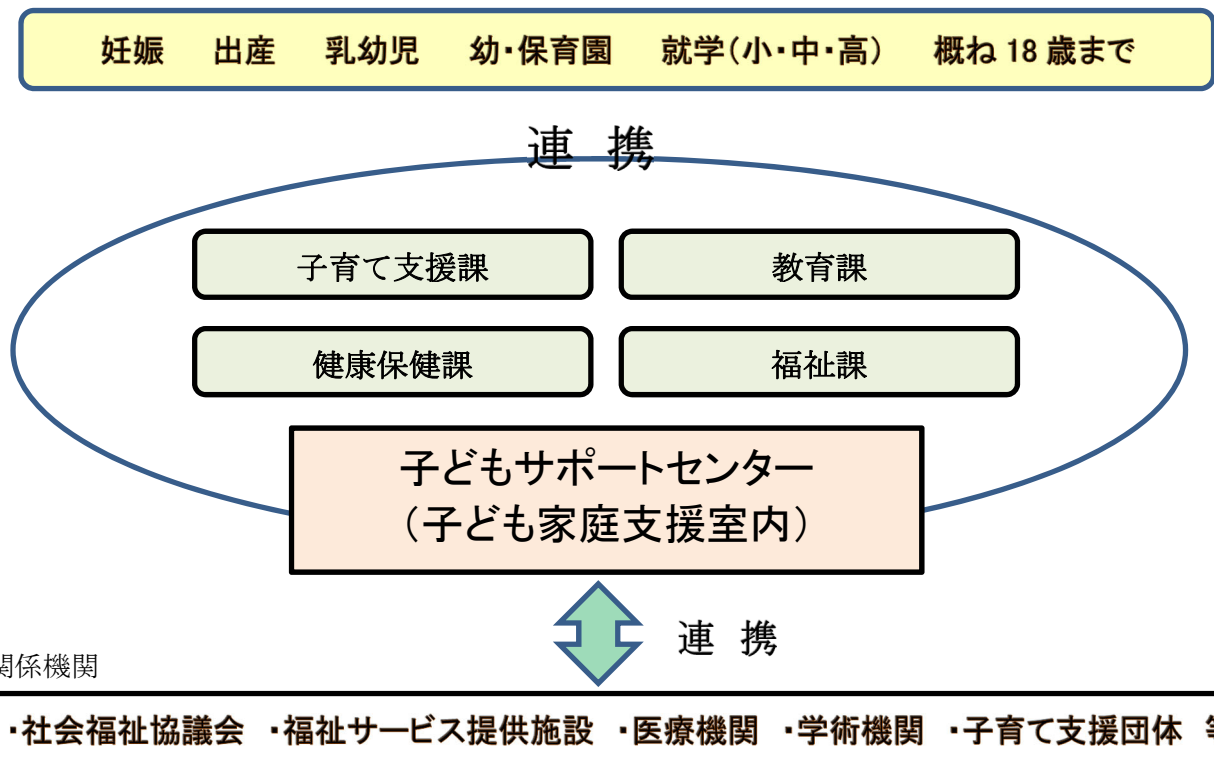 妊娠　出産　乳幼児　幼・保育園　就学（小・中・高）　概ね 18 歳まで
連　携
子育て支援課　教育課
健康保健課　福祉課
子どもサポートセンター
（子ども家庭支援室内）
連　携
関係機関
・社会福祉協議会　・福祉サービス提供施設　・医療機関　・学術機関　・子育て支援団体　等